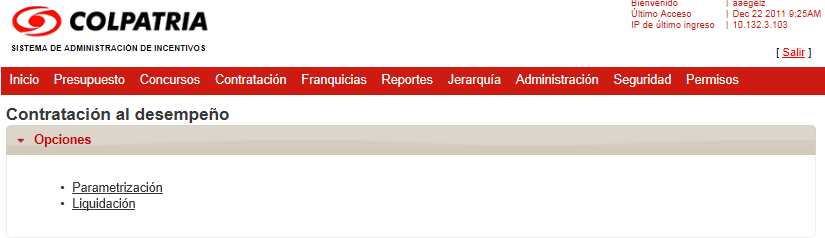 COLPATRIA
SISTEMA DE ADMINISTRACIÓN DE INCENTIVOS
Bienvenido | aaegelz
Último Acceso | Dec 22 2011 9:25AM
IP de último ingreso | 10.132.3.103
[ Salir ]
Inicio Presupuesto Concursos Contratación Franquicias Reportes Jerarquía Administración Seguridad Permisos
Contratación al desempeño
Opciones
• Parametrización
• Liquidación